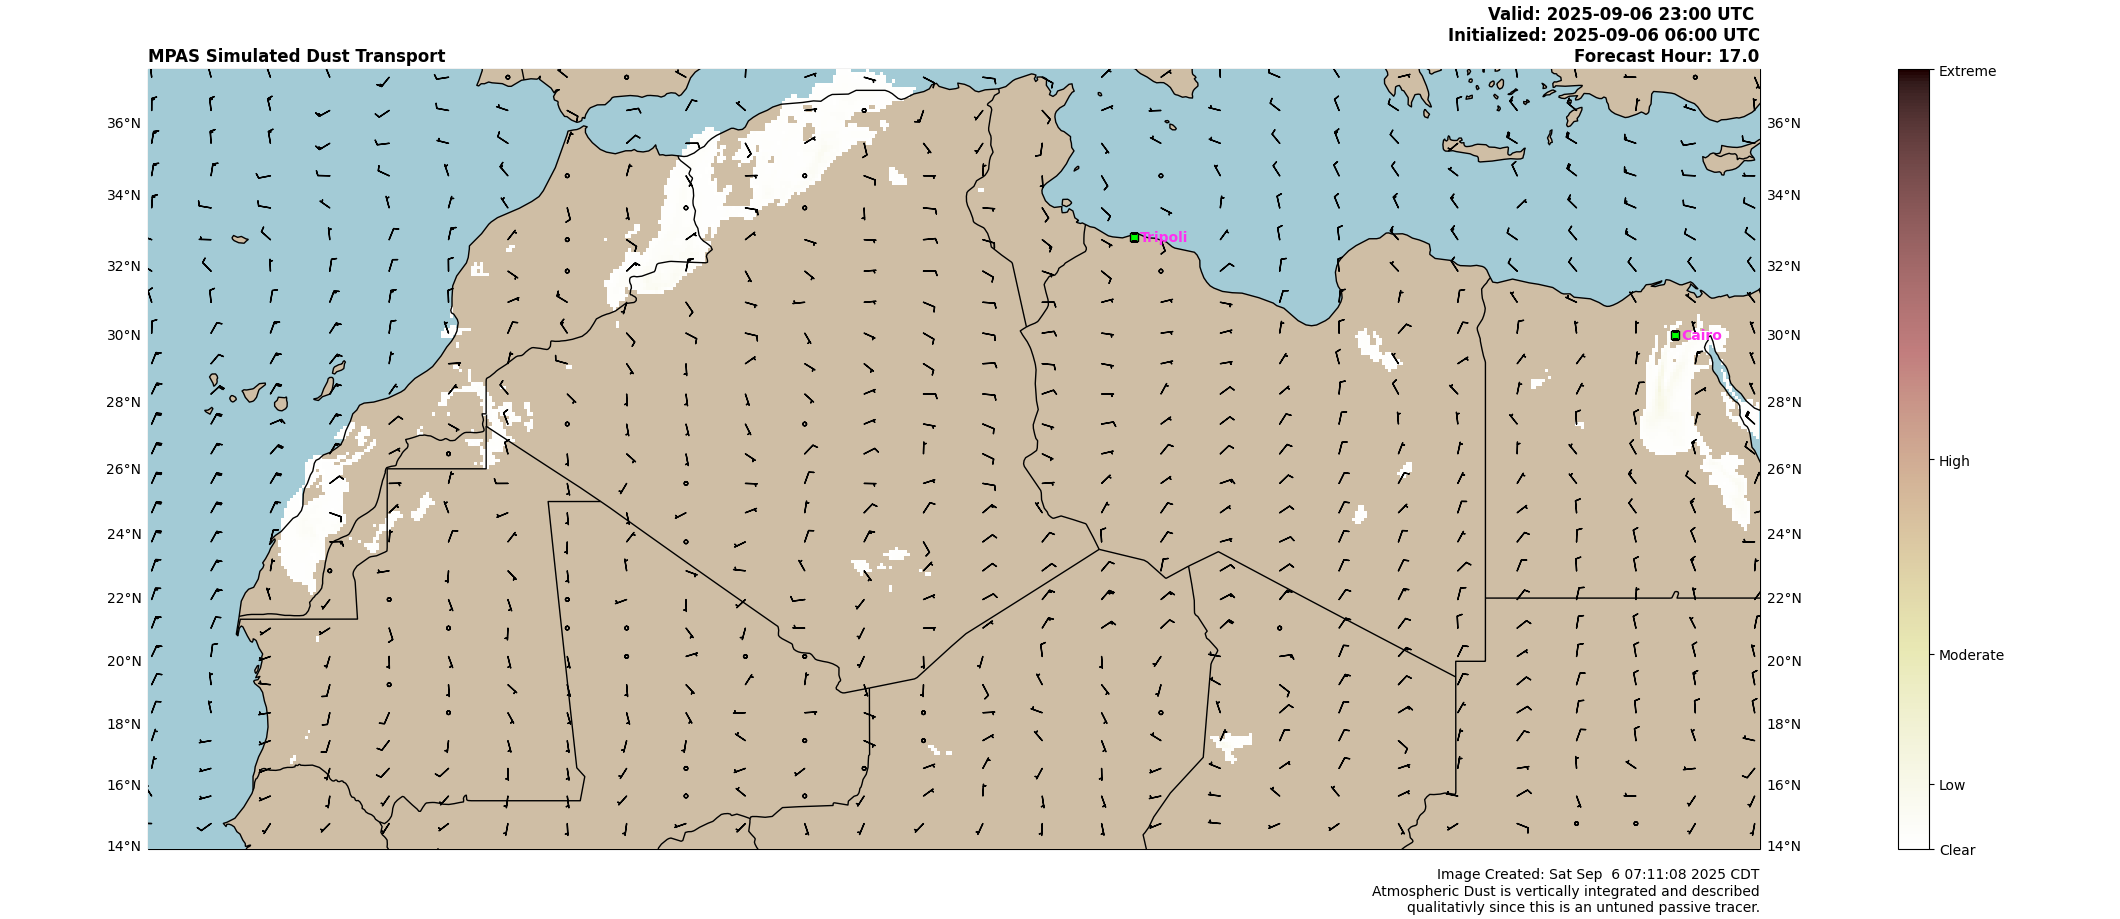 Valid: 2025-09-06 23:00 UTC
Initialized: 2025-09-06 06:00 UTC
MPAS Simulated Dust Transport
Forecast Hour: 17.0
Extreme
36°N
36°N
34°N
34°N
Tripoli
32°N
32°N
30°N
Cairo
30°N
28°N
28°N
High
26°N
26°N
24°N
24°N
22°N
22°N
Moderate
20°N
20°N
18°N
18°N
16°N
16°N
Low
14°N
14°N
Clear
Image Created: Sat Sep  6 07:11:08 2025 CDT
Atmospheric Dust is vertically integrated and described
qualitativly since this is an untuned passive tracer.